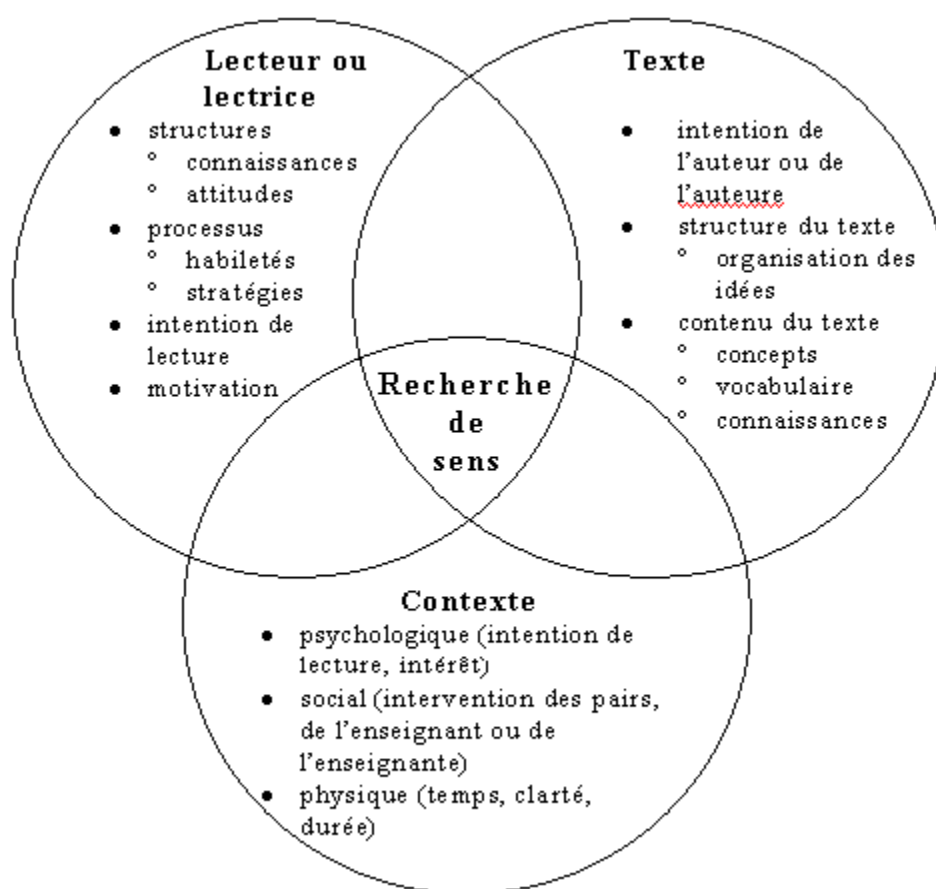 Lecteur ou
lectrice
● structures
° connaissances
° attitudes
● processus
° habiletés
° stratégies
● intention de
lecture
● motivation
Texte
● intention de
l'auteur ou de
l'auteure
● structure du texte
° organisation des
idées
● contenu du texte
° concepts
° vocabulaire
° connaissances
Recherche
de
sens
Contexte
● psychologique (intention de
lecture, intérêt)
● social (intervention des pairs,
de l'enseignant ou de
l'enseignante)
● physique (temps, clarté,
durée)